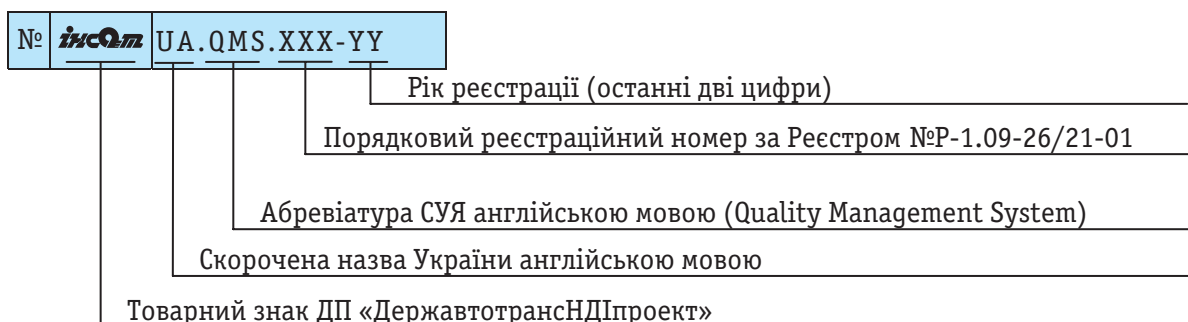 № інсат UA.QMS.XXX-YY
Рік реєстрації (останні дві цифри)
Порядковий реєстраційний номер за Реєстром №Р-1.09-26/21-01
Абревіатура СУЯ англійською мовою (Quality Management System)
Скорочена назва України англійською мовою
Товарний знак ДП «ДержавтотрансНДІпроект»